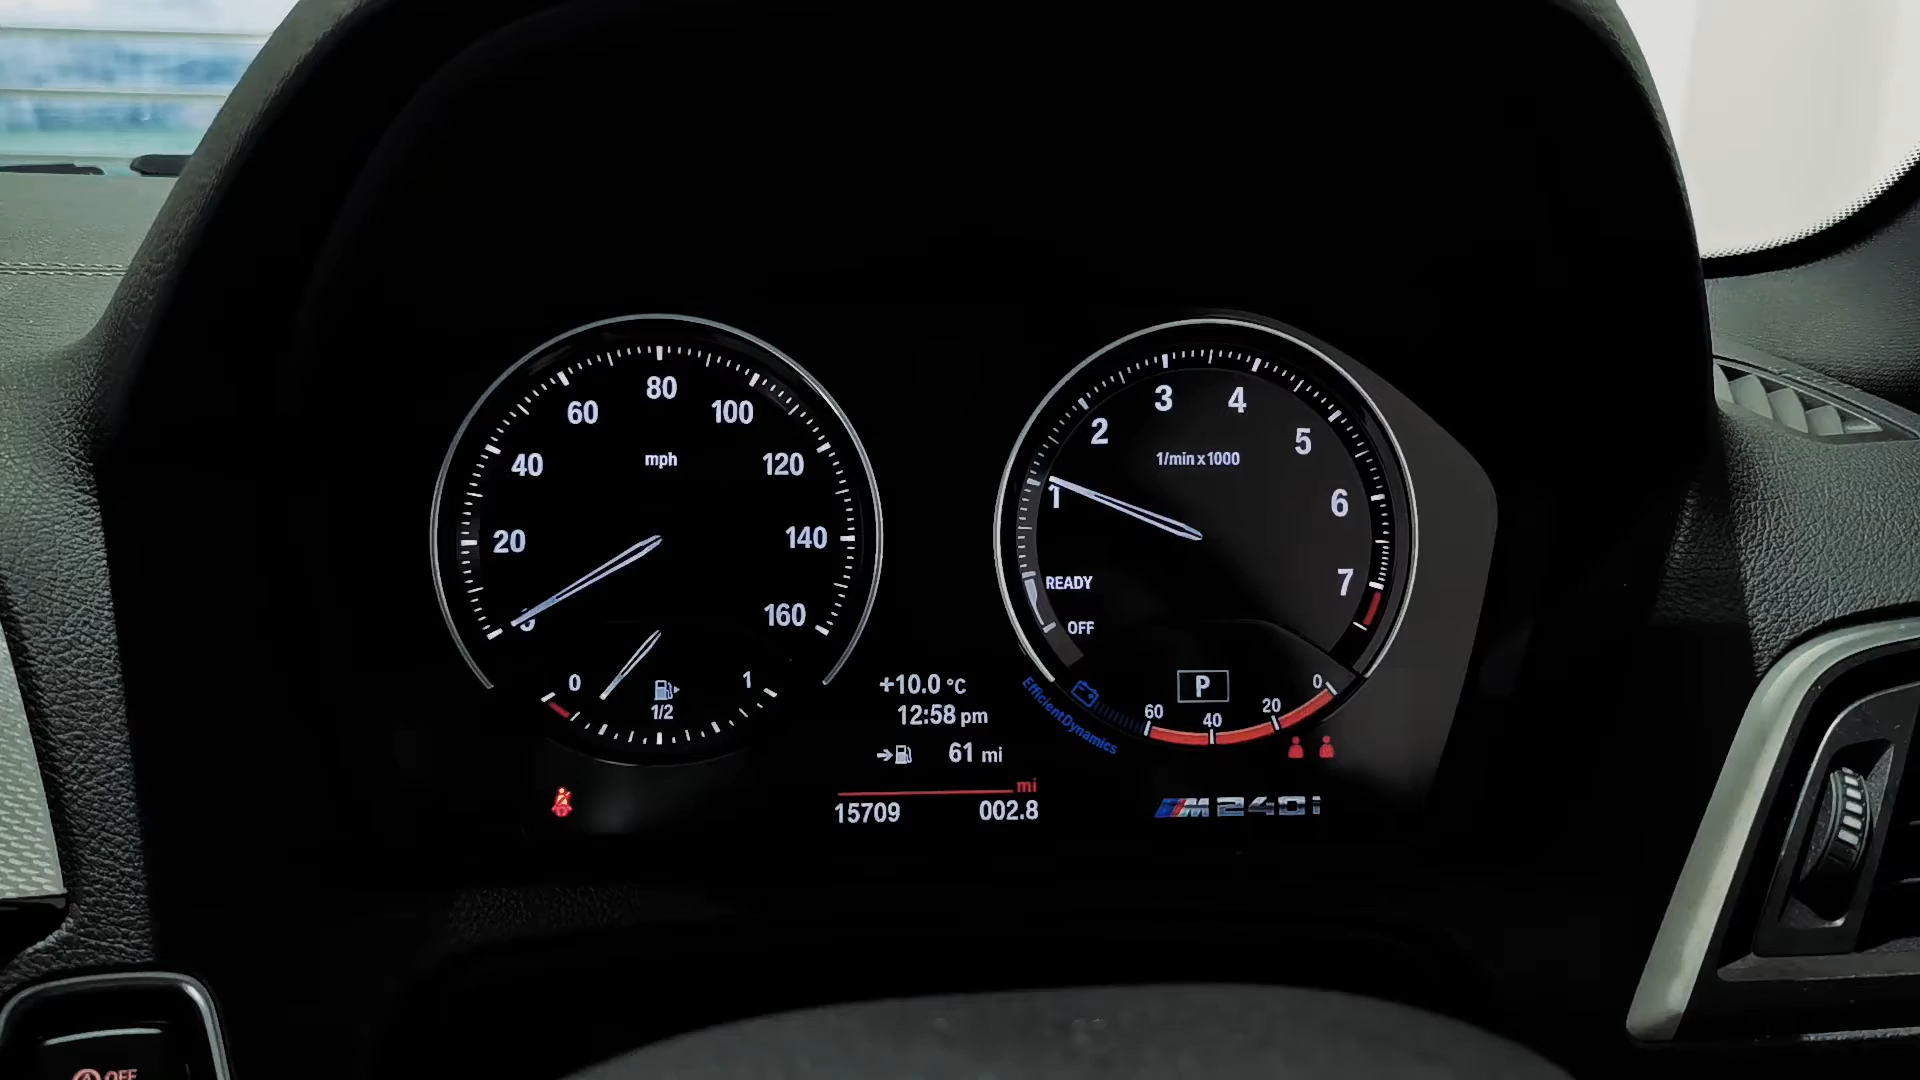 80
60
100
40
mph
120
20
140
160
0
1
1/2
3
4
2
5
1/min x 1000
1
6
READY
7
OFF
P
0
20
60
40
EfficientDynamics
+10.0 °C
12:58 pm
61 mi
mi
15709 002.8
M240i
OFF